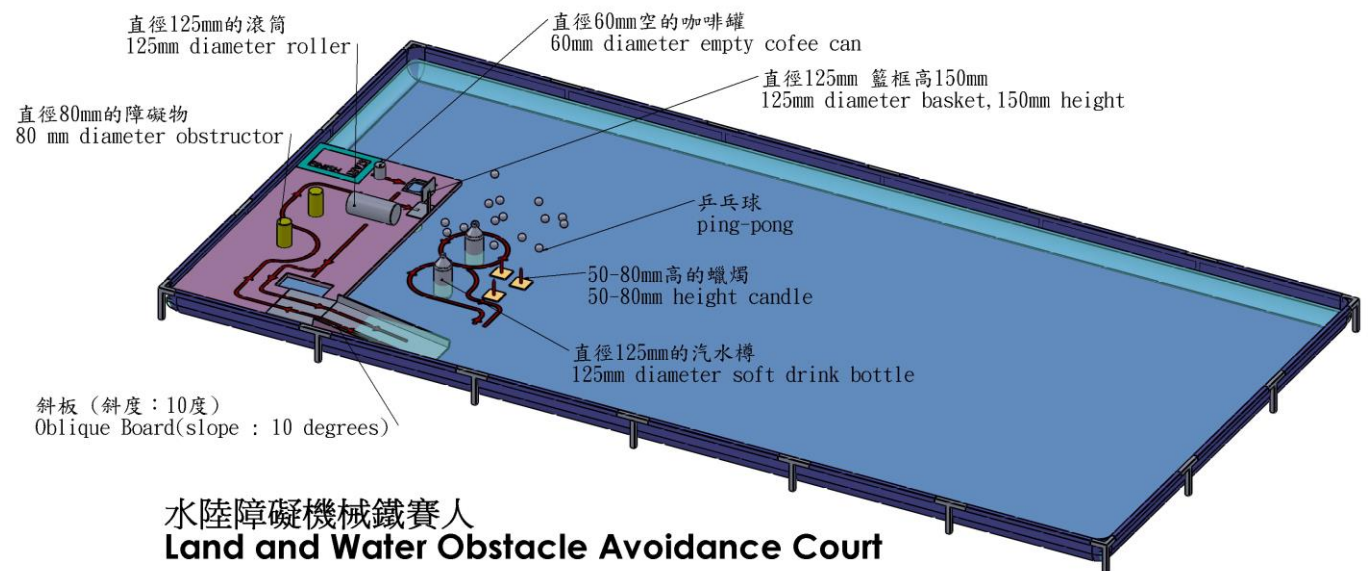 直徑125mm的滾筒
125mm diameter roller
直徑60mm空的咖啡罐
60mm diameter empty cofee can
直徑125mm 籃框高150mm
125mm diameter basket,150mm height
直徑80mm的障礙物
80 mm diameter obstructor
乒乓球
ping-pong
50-80mm高的蠟燭
50-80mm height candle
直徑125mm的汽水樽
125mm diameter soft drink bottle
斜板 (斜度：10度)
Oblique Board(slope : 10 degrees)
水陸障礙機械鐵賽人
Land and Water Obstacle Avoidance Court